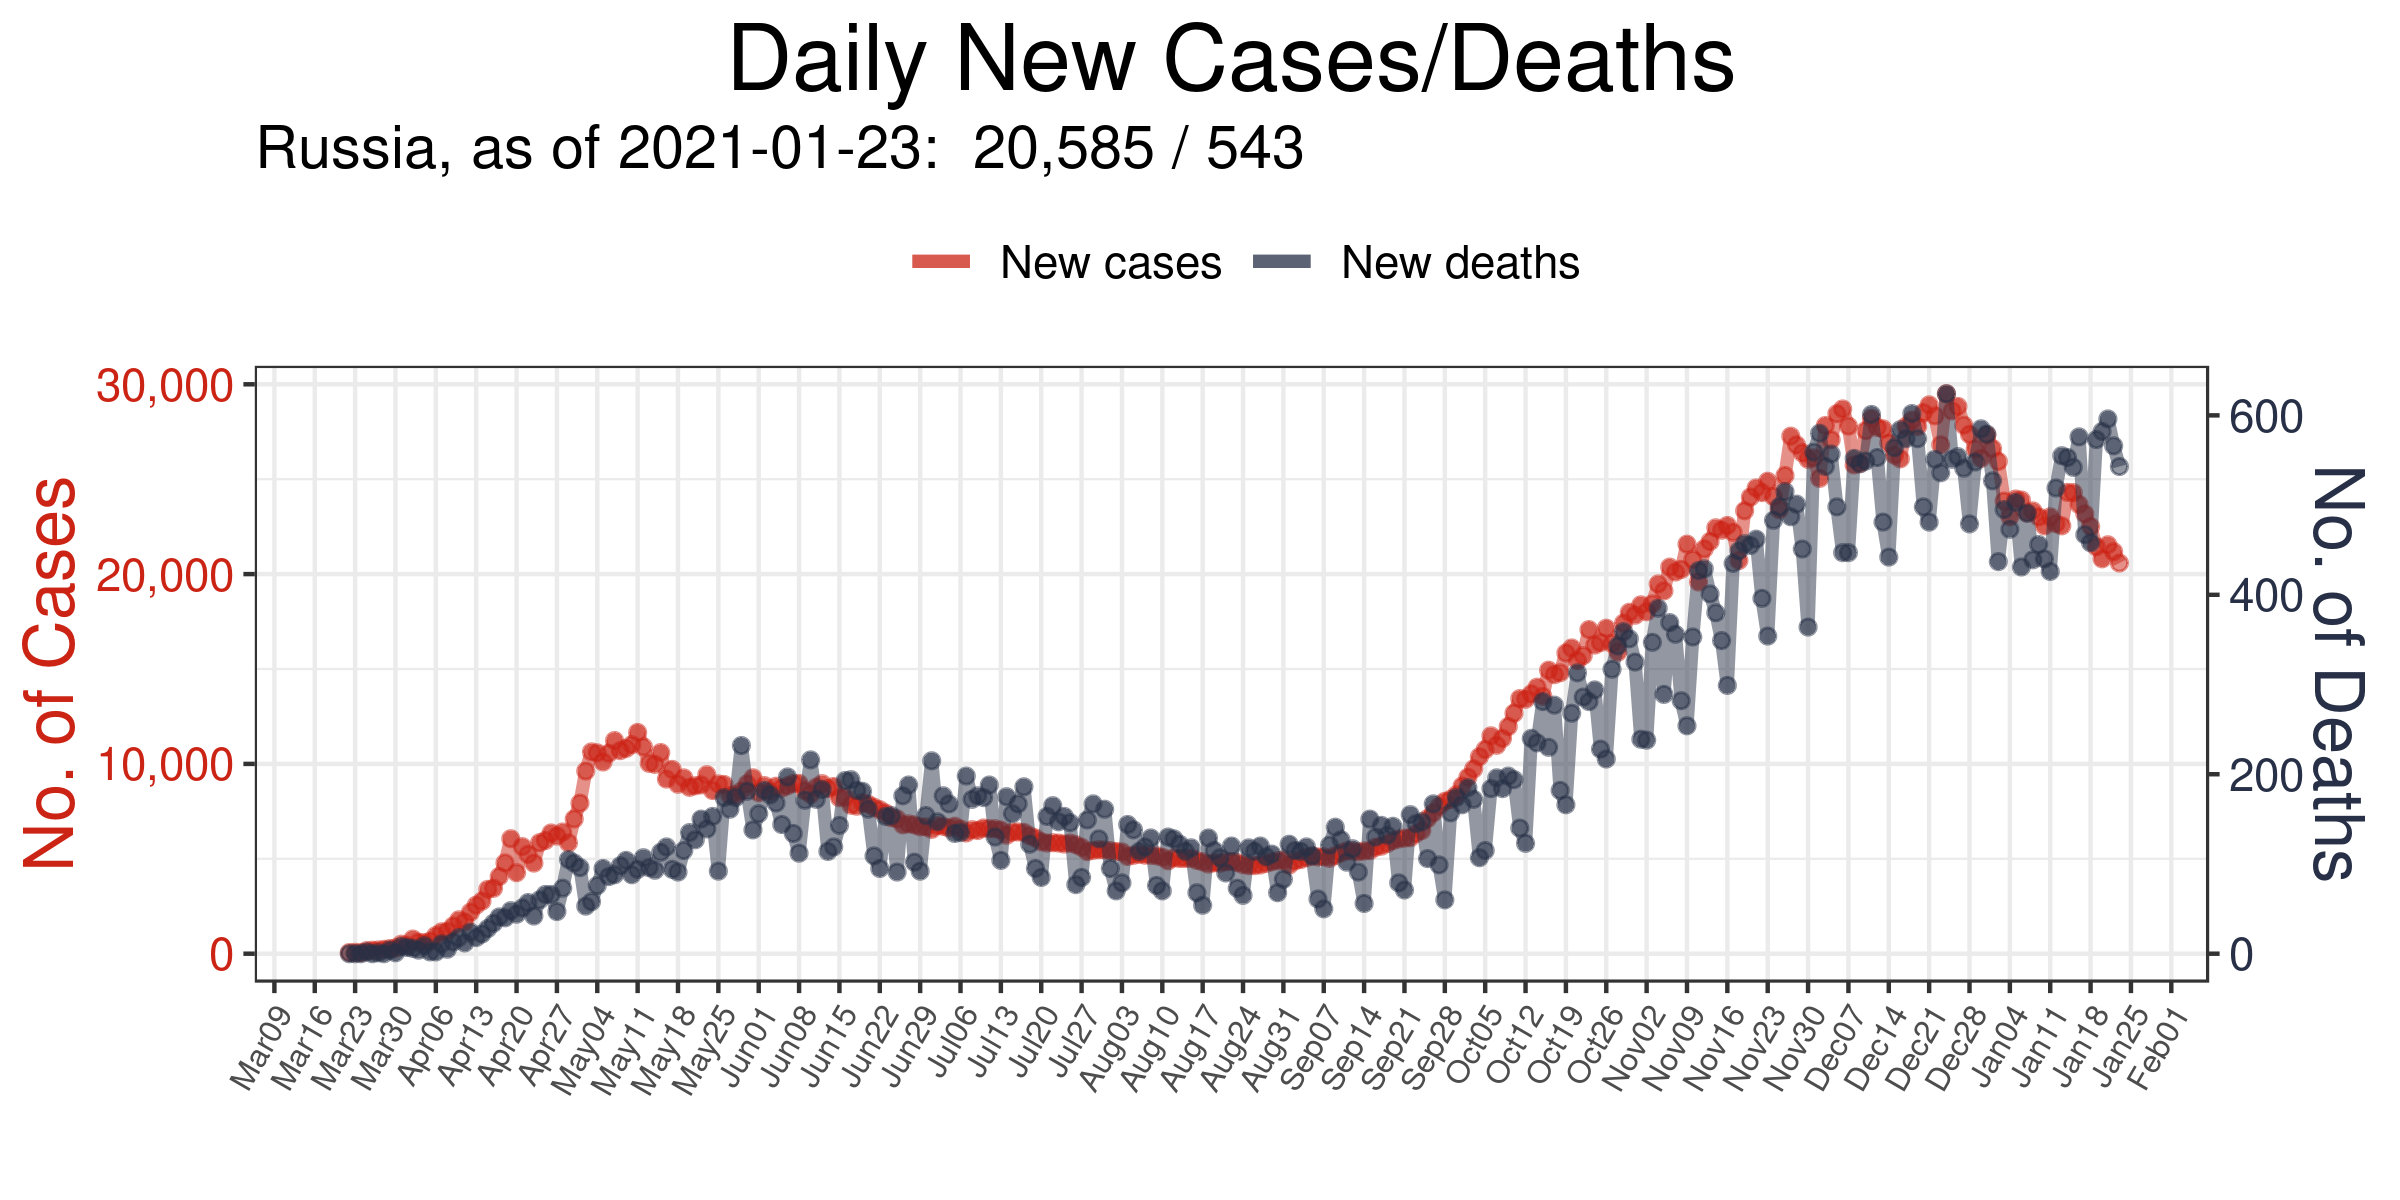 Daily New Cases/Deaths
Russia, as of 2021-01-23:  20,585 / 543
New cases
New deaths
No. of Cases
30,000
20,000
10,000
0
600
400
200
0
No. of Deaths
Mar09
Mar16
Mar23
Mar30
Apr06
Apr13
Apr20
Apr27
May04
May11
May18
May25
Jun01
Jun08
Jun15
Jun22
Jun29
Jul06
Jul13
Jul20
Jul27
Aug03
Aug10
Aug17
Aug24
Aug31
Sep07
Sep14
Sep21
Sep28
Oct05
Oct12
Oct19
Oct26
Nov02
Nov09
Nov16
Nov23
Nov30
Dec07
Dec14
Dec21
Dec28
Jan04
Jan11
Jan18
Jan25
Feb01